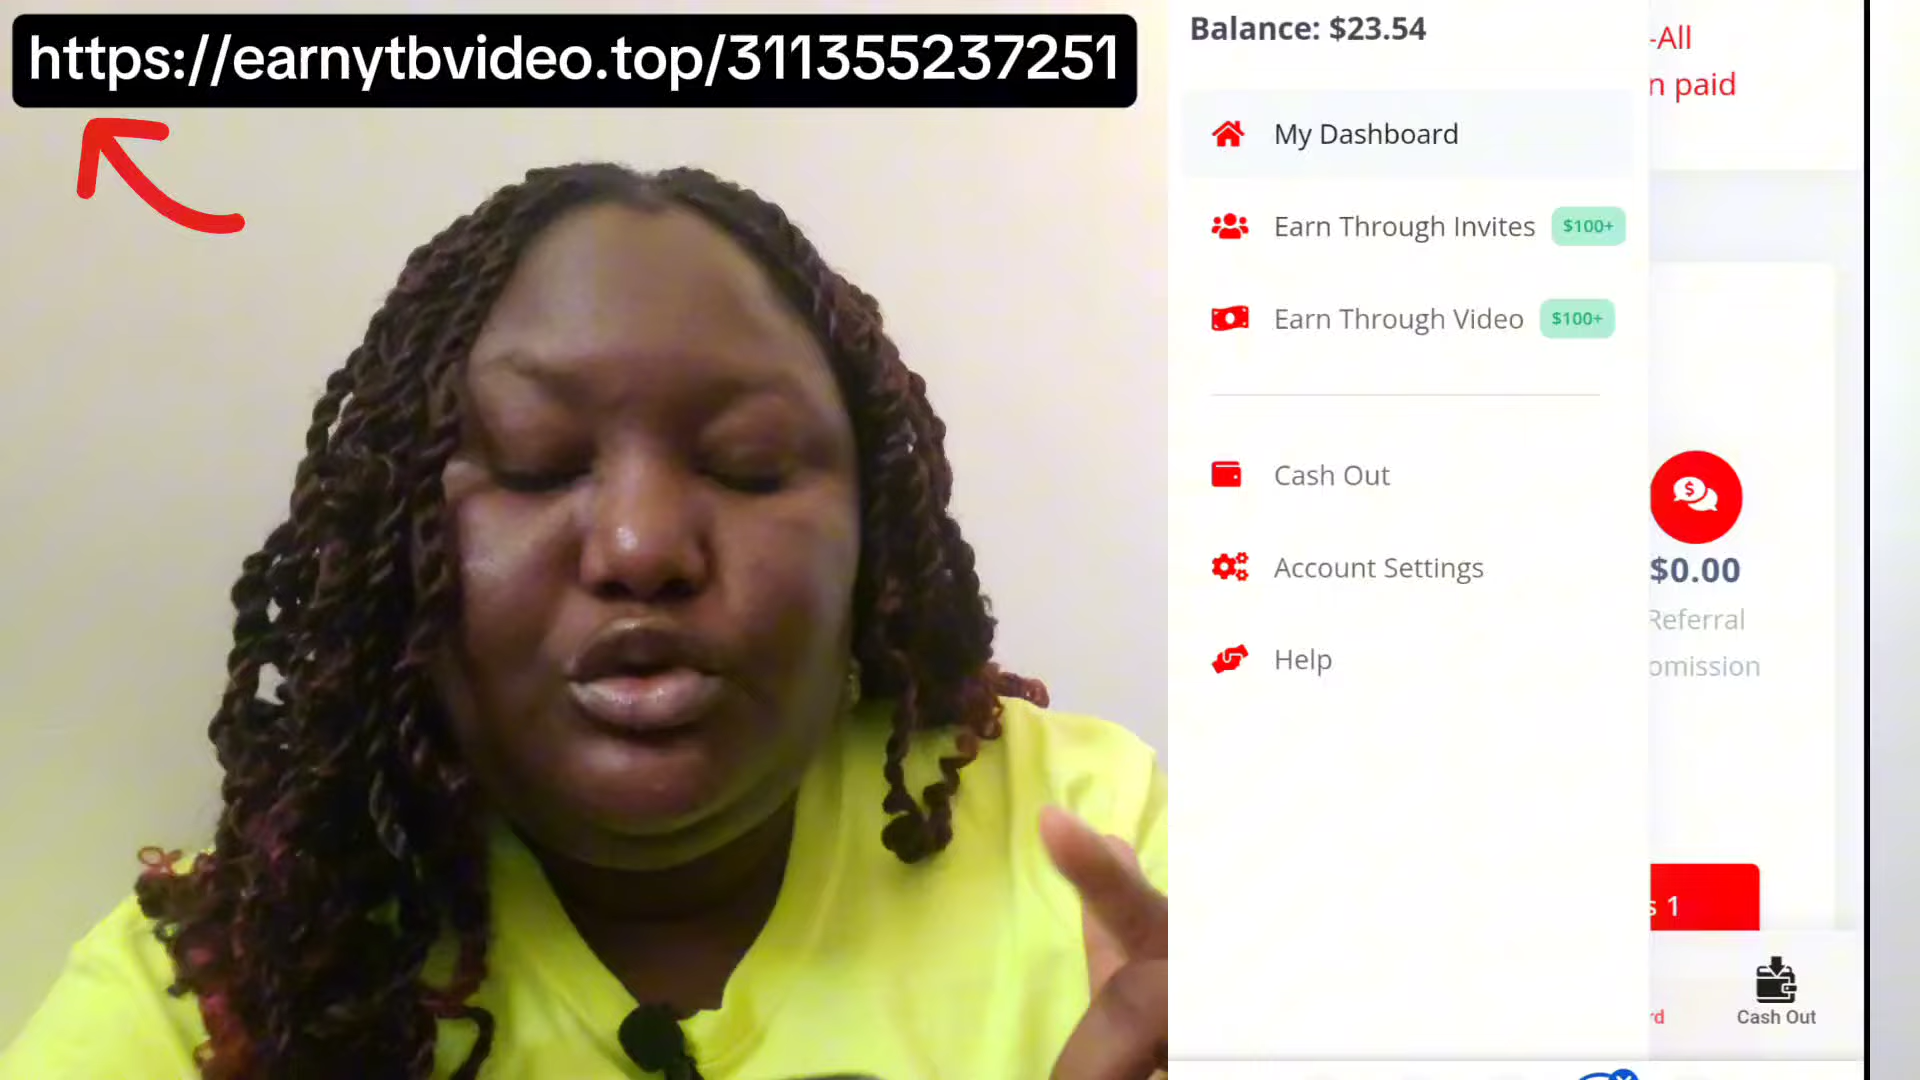 https://earnytbvideo.top/311355237251
Balance: $23.54
My Dashboard
Earn Through Invites $100+
Earn Through Video $100+
Cash Out
Account Settings
Help
-All
n paid
$0.00
Referral
omission
s 1
rd
Cash Out